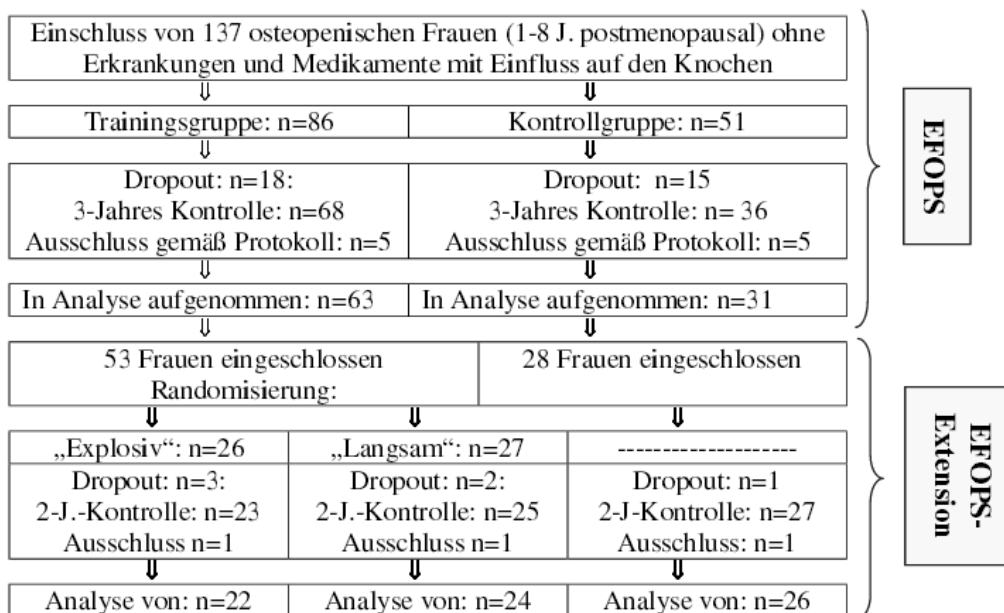 Einschluss von 137 osteopenischen Frauen (1-8 J. postmenopausal) ohne
Erkrankungen und Medikamente mit Einfluss auf den Knochen
⇓ ⇓
Trainingsgruppe: n=86 Kontrollgruppe: n=51
⇓ ⇓
Dropout: n=18: Dropout: n=15
3-Jahres Kontrolle: n=68 3-Jahres Kontrolle: n= 36
Ausschluss gemäß Protokoll: n=5 Ausschluss gemäß Protokoll: n=5
⇓ ⇓
In Analyse aufgenommen: n=63 In Analyse aufgenommen: n=31
⇓ ⇓
EFOPS
53 Frauen eingeschlossen 28 Frauen eingeschlossen
Randomisierung:
⇓ ⇓ ⇓
„Explosiv“: n=26 „Langsam“: n=27 --------------------
Dropout: n=3: Dropout: n=2: Dropout: n=1
2-J.-Kontrolle: n=23 2-J.-Kontrolle: n=25 2-J-Kontrolle: n=27
Ausschluss n=1 Ausschluss: n=1 Ausschluss: n=1
⇓ ⇓ ⇓
Analyse von: n=22 Analyse von: n=24 Analyse von: n=26
EFOPS-
Extension